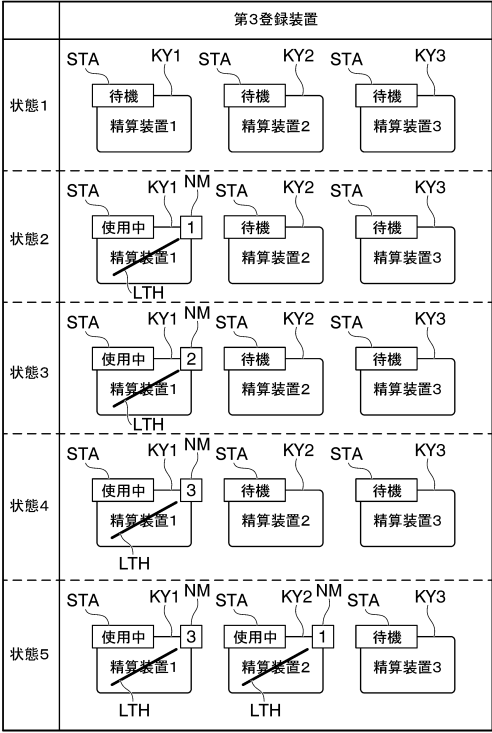 第3登録装置
STA KY1 STA KY2 STA KY3
状態1 待機 待機 待機
精算装置1 精算装置2 精算装置3
STA KY1 NM STA KY2 STA KY3
状態2 使用中 1 待機 待機
精算装置1 精算装置2 精算装置3
LTH
STA KY1 NM STA KY2 STA KY3
状態3 使用中 2 待機 待機
精算装置1 精算装置2 精算装置3
LTH
STA KY1 NM STA KY2 STA KY3
状態4 使用中 3 待機 待機
精算装置1 精算装置2 精算装置3
LTH
STA KY1 NM STA KY2 NM STA KY3
状態5 使用中 3 使用中 1 待機
精算装置1 精算装置2 精算装置3
LTH LTH